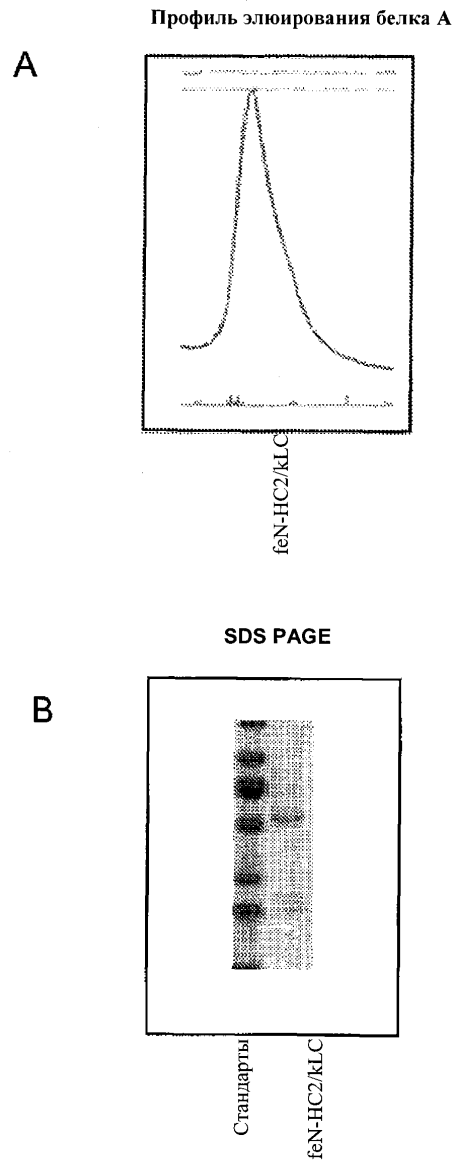 Профиль элюирования белка А
A
feN-HC2/kLC
SDS PAGE
B
Стандарты
feN-HC2/kLC